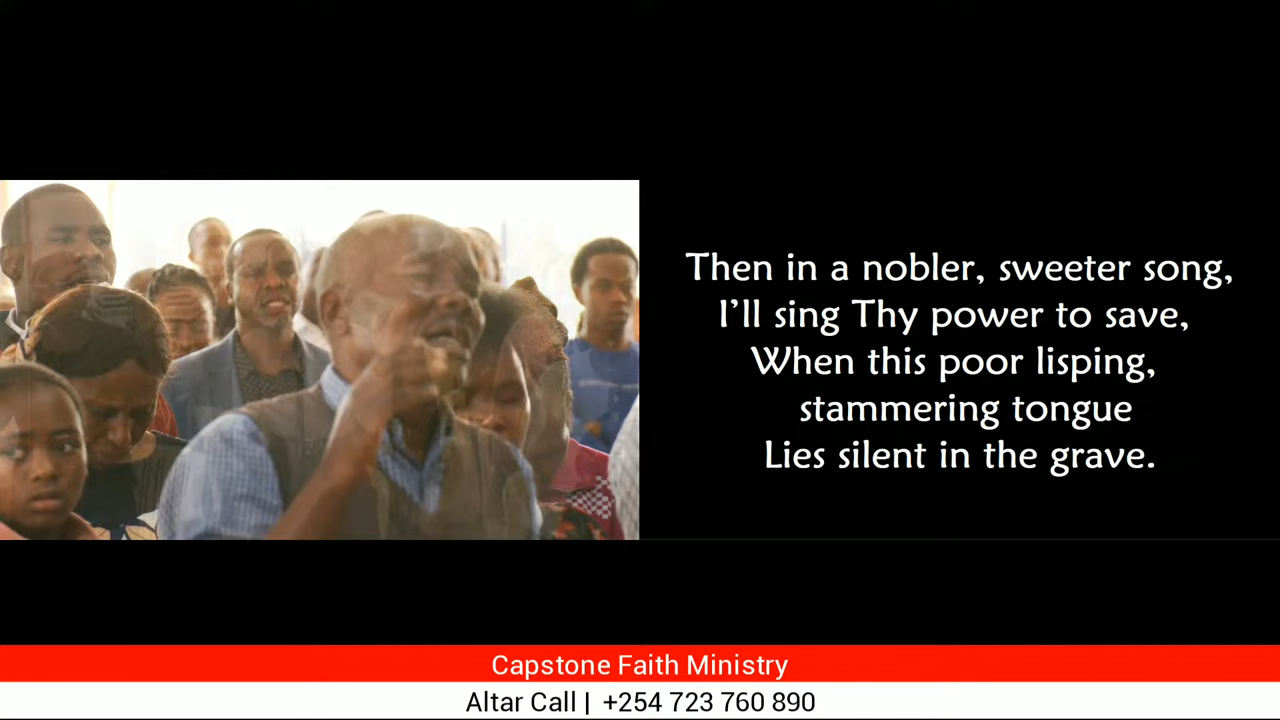 Then in a nobler, sweeter song,
I'll sing Thy power to save,
When this poor lisping,
stammering tongue
Lies silent in the grave.
Capstone Faith Ministry
Altar Call | +254 723 760 890